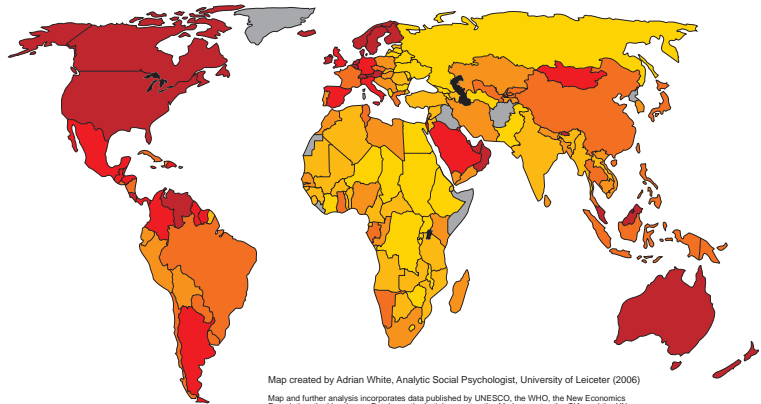 Map created by Adrian White, Analytic Social Psychologist, University of Leiceter (2006)
Map and further analysis incorporates data published by UNESCO, the WHO, the New Economics